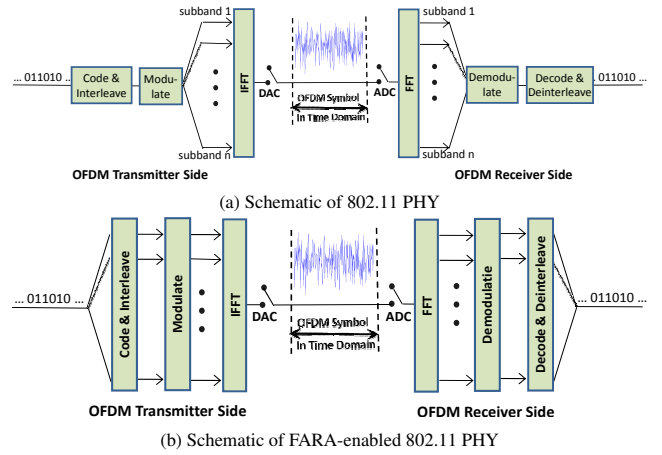 subband 1
subband 1
... 011010 ...
Code &
Interleave
Modu-
late
IFFT
DAC
OFDM Symbol
In Time Domain
ADC
FFT
Demodu-
late
Decode &
Deinterleave
... 011010 ...
subband n
subband n
OFDM Transmitter Side
OFDM Receiver Side
(a) Schematic of 802.11 PHY
... 011010 ...
Code & Interleave
Modulate
IFFT
DAC
OFDM Symbol
In Time Domain
ADC
FFT
Demodulatie
Decode & Deinterleave
... 011010 ...
OFDM Transmitter Side
OFDM Receiver Side
(b) Schematic of FARA-enabled 802.11 PHY